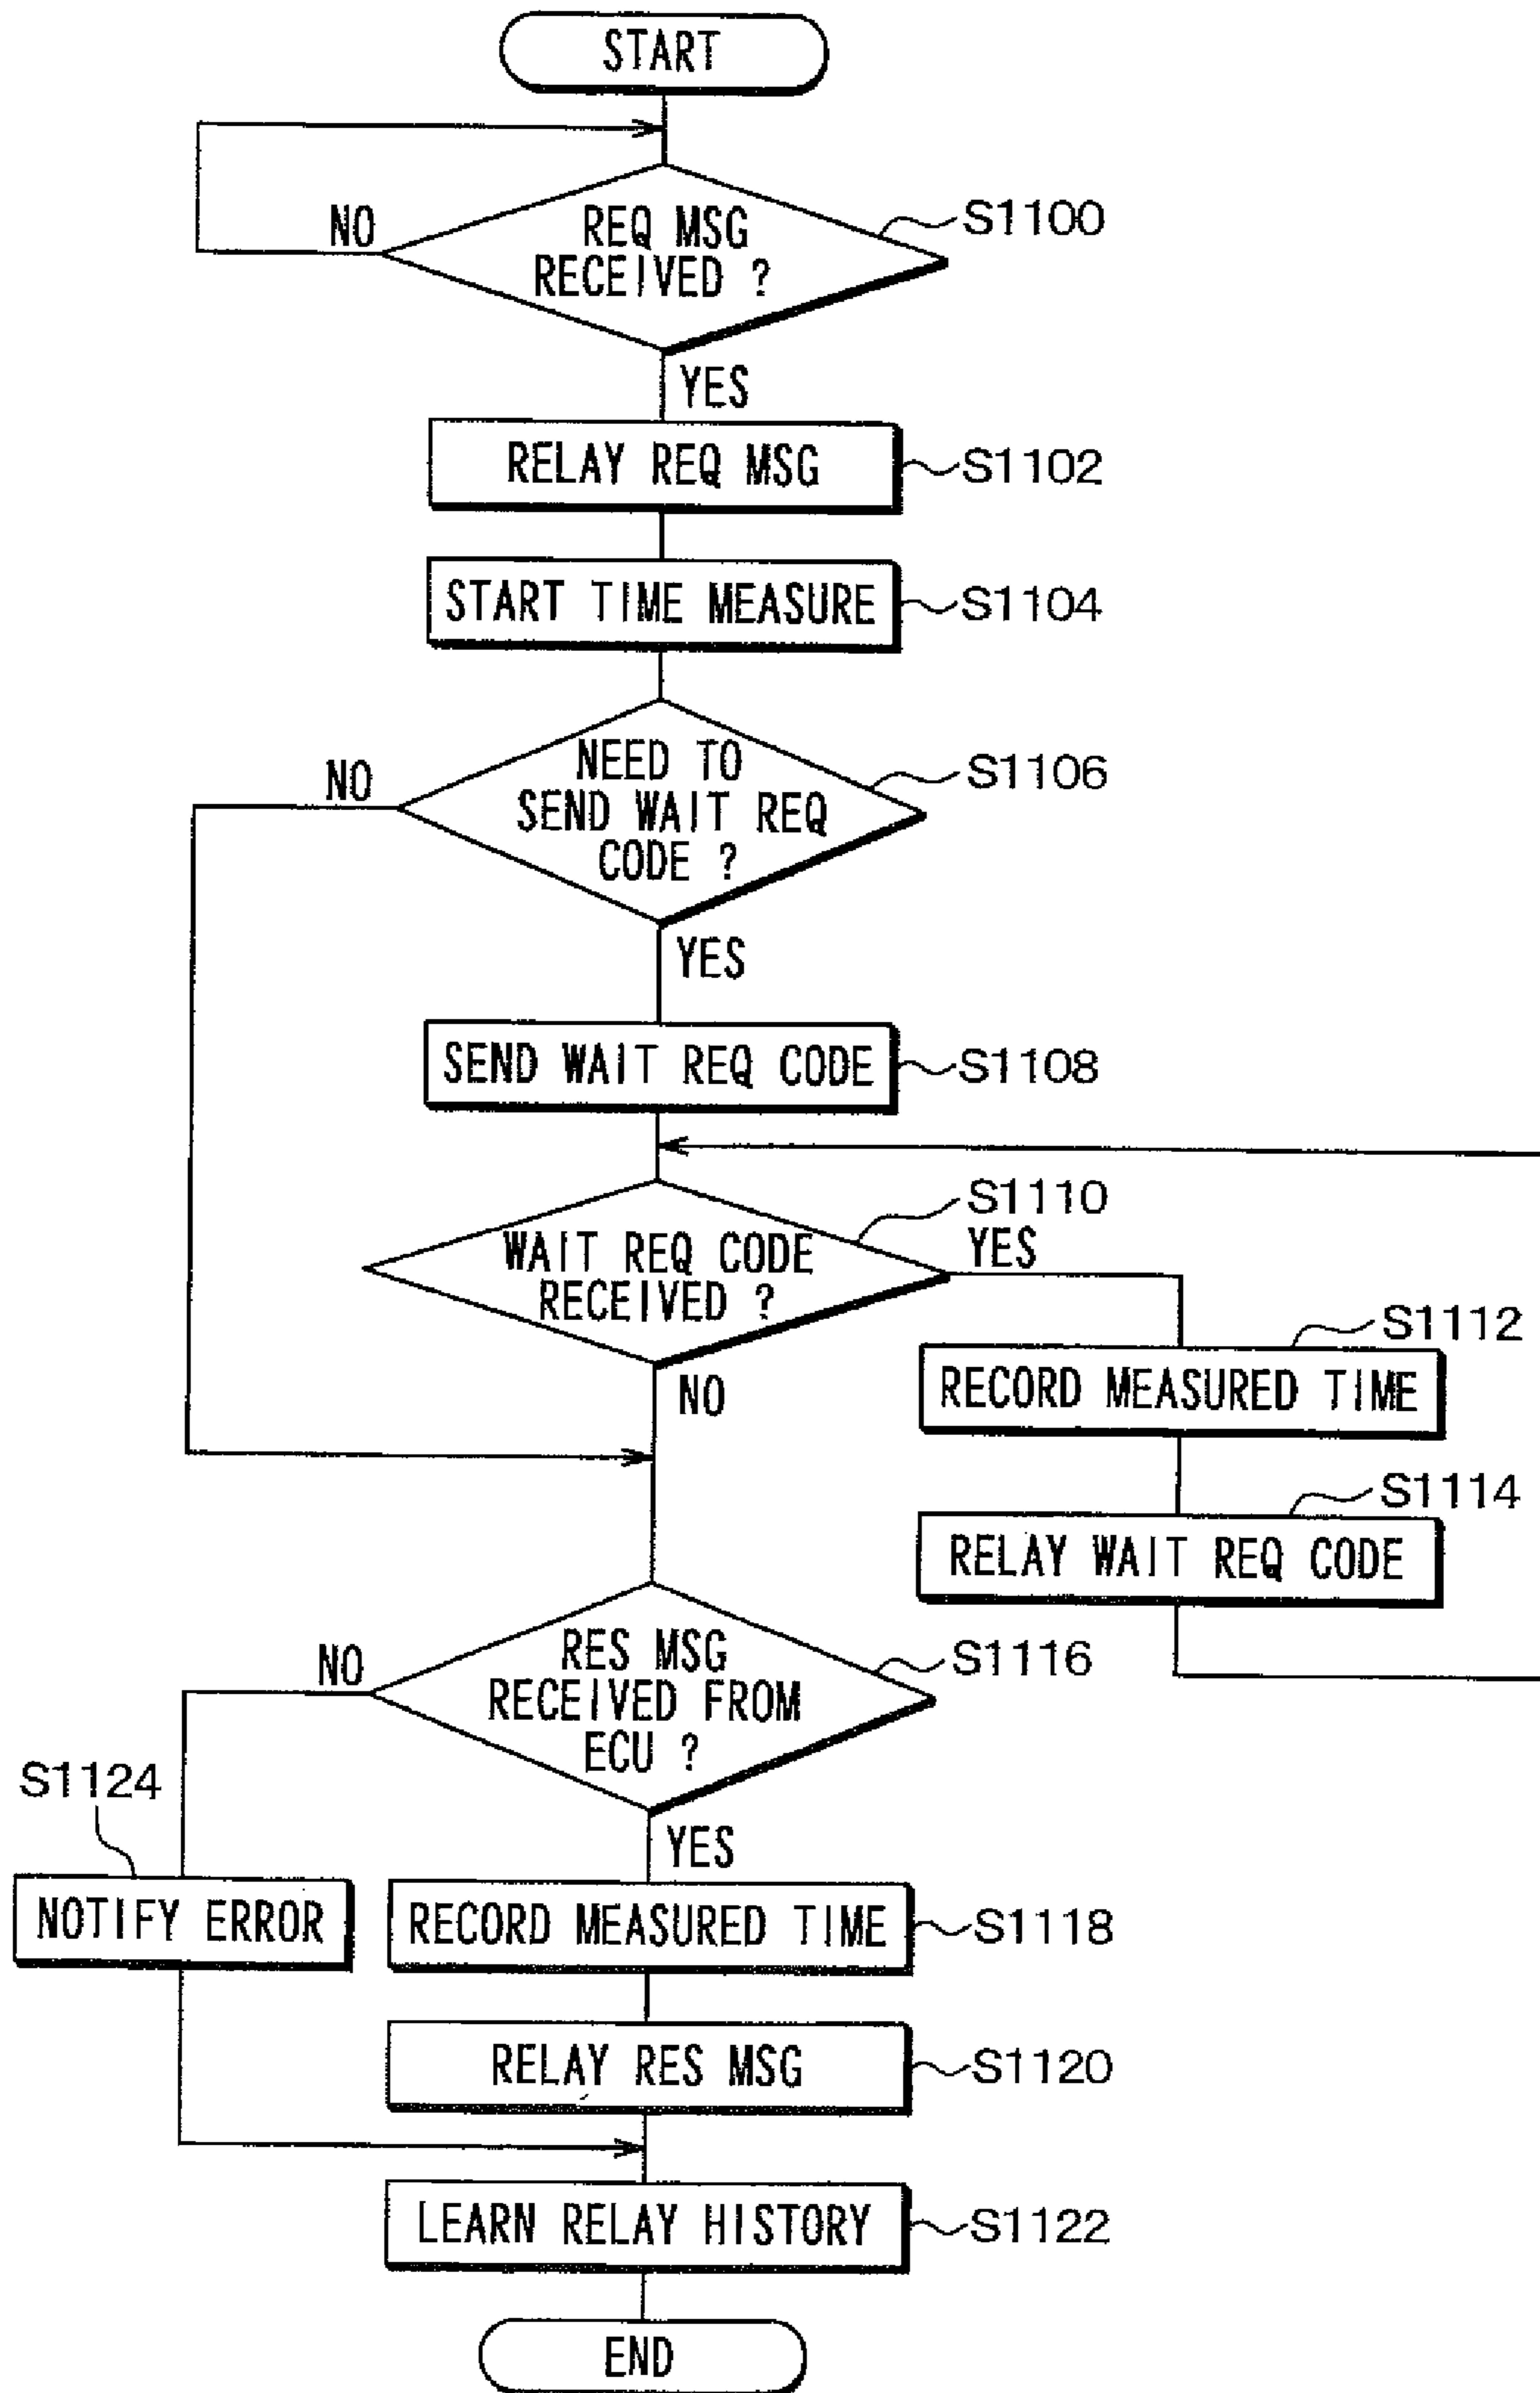 START
NO
REQ MSG
RECEIVED ?
S1100
YES
RELAY REQ MSG
S1102
START TIME MEASURE
S1104
NO
NEED TO
SEND WAIT REQ
CODE ?
S1106
YES
SEND WAIT REQ CODE
S1108
WAIT REQ CODE
RECEIVED ?
S1110
YES
NO
S1112
RECORD MEASURED TIME
S1114
RELAY WAIT REQ CODE
NO
RES MSG
RECEIVED FROM
ECU ?
S1116
YES
S1124
NOTIFY ERROR
RECORD MEASURED TIME
S1118
RELAY RES MSG
S1120
LEARN RELAY HISTORY
S1122
END